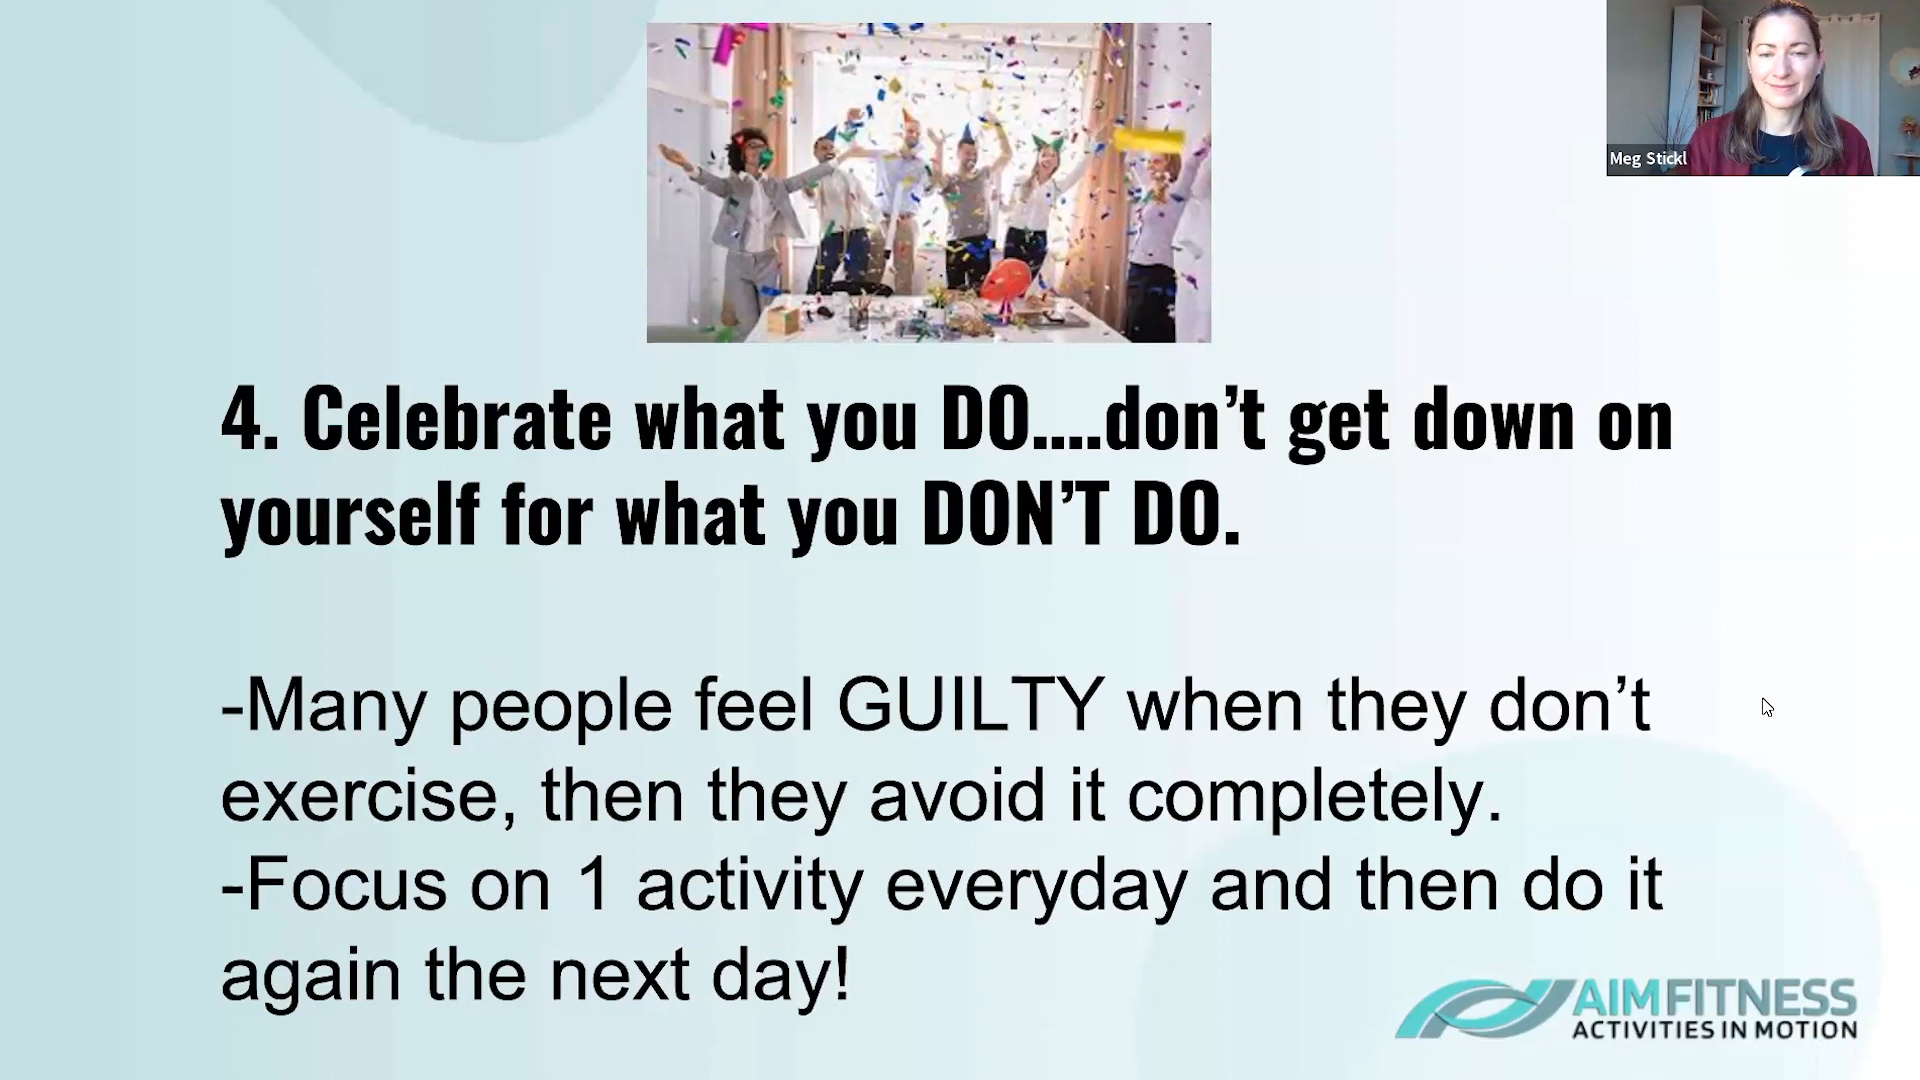 Meg Stickl
4. Celebrate what you DO....don’t get down on
yourself for what you DON’T DO.
-Many people feel GUILTY when they don’t
exercise, then they avoid it completely.
-Focus on 1 activity everyday and then do it
again the next day!
AIMFITNESS
ACTIVITIES IN MOTION